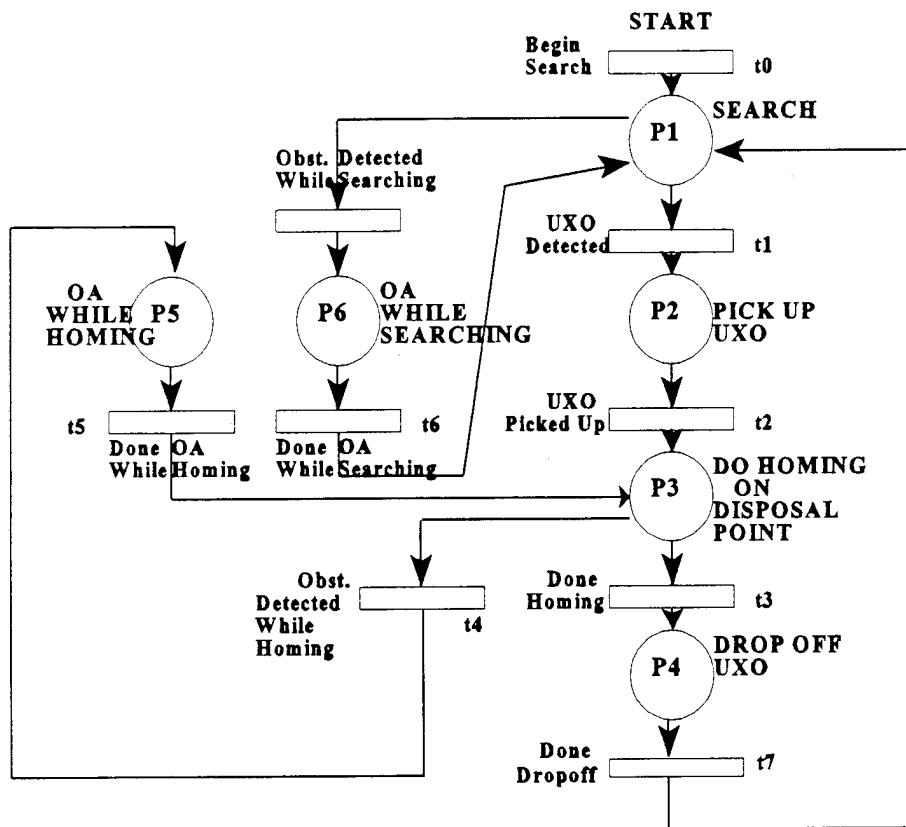 START
Begin
Search
t0
SEARCH
P1
Obst. Detected
While Searching
UXO
Detected
t1
OA
WHILE
HOMING
P5
P6
OA
WHILE
SEARCHING
P2
PICK UP
UXO
t5
Done OA
While Homing
t6
Done OA
While Searching
UXO
Picked Up
t2
P3
DO HOMING
ON
DISPOSAL
POINT
Obst.
Detected
While
Homing
t4
Done
Homing
t3
P4
DROP OFF
UXO
Done
Dropoff
t7